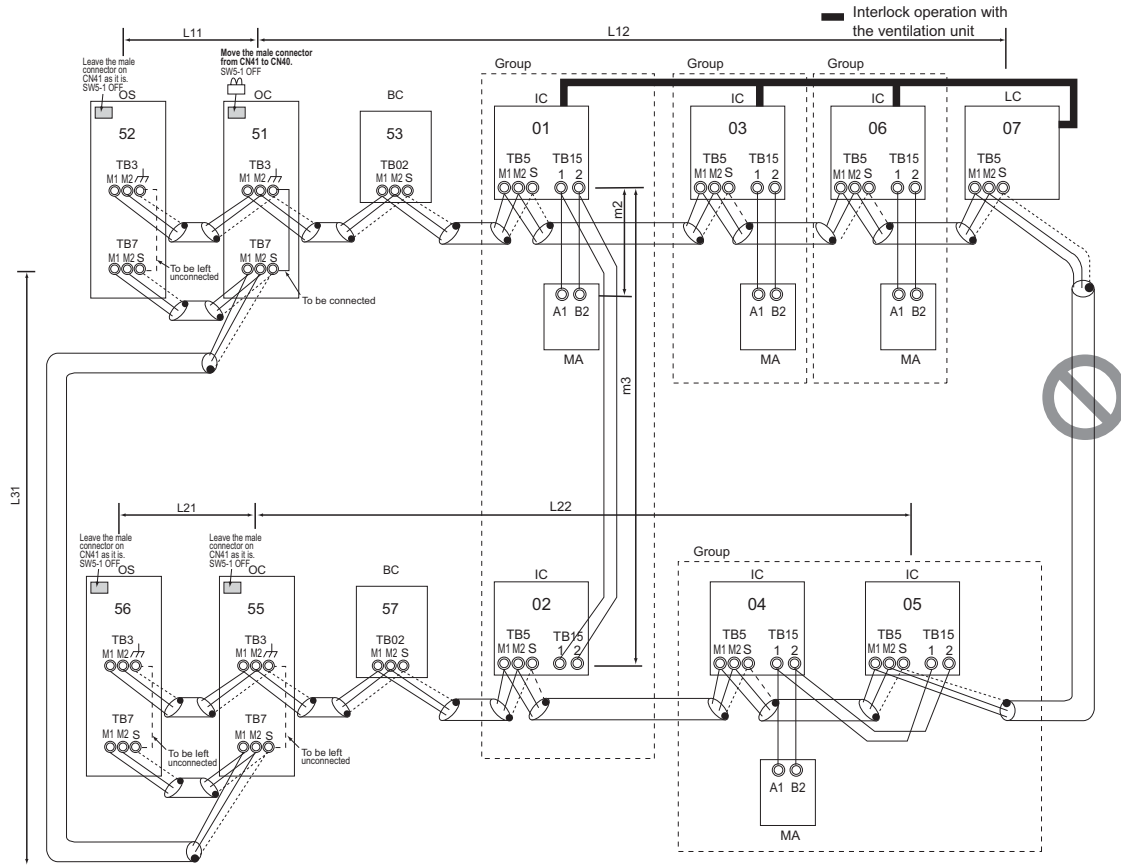 Interlock operation with
the ventilation unit
L11
L12
Leave the male
connector on
CN41 as it is.
SW5-1 OFF
Move the male connector
from CN41 to CN40.
SW5-1 OFF
Group
Group
Group
OS
OC
BC
IC
IC
IC
LC
52
51
53
01
03
06
07
TB3
TB3
TB02
TB5
TB15
TB5
TB15
TB5
TB15
TB5
M1 M2
M1 M2
M1 M2 S
M1 M2 S
1 2
M1 M2 S
1 2
M1 M2 S
1 2
M1 M2 S
TB7
TB7
M1 M2 S
M1 M2 S
To be left
unconnected
To be connected
m2
A1 B2
A1 B2
A1 B2
MA
MA
MA
m3
L31
L21
L22
Leave the male
connector on
CN41 as it is.
SW5-1 OFF
Leave the male
connector on
CN41 as it is.
SW5-1 OFF
Group
OS
OC
BC
IC
IC
IC
56
55
57
02
04
05
TB3
TB3
TB02
TB5
TB15
TB5
TB15
TB5
TB15
M1 M2
M1 M2
M1 M2 S
M1 M2 S
1 2
M1 M2 S
1 2
M1 M2 S
1 2
TB7
TB7
M1 M2 S
M1 M2 S
To be left
unconnected
To be left
unconnected
A1 B2
MA